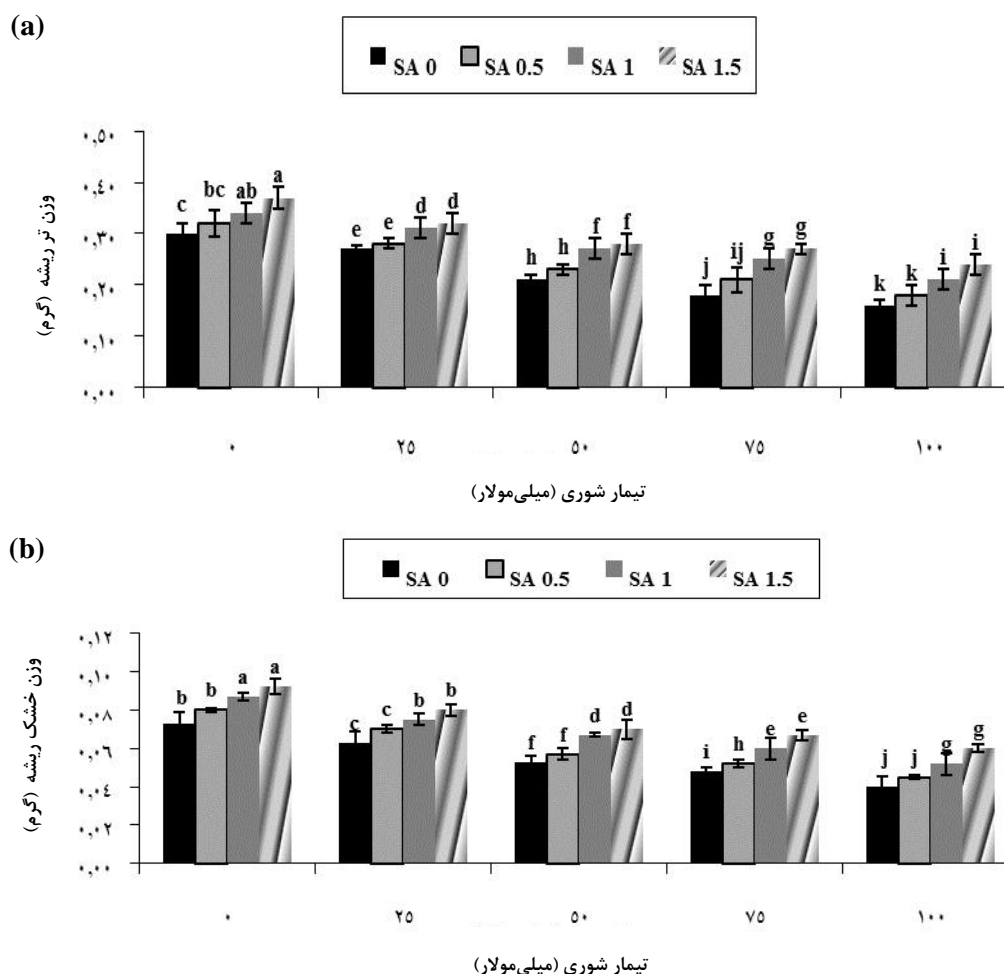 (a)
SA 0 SA 0.5 SA 1 SA 1.5
وزن تر ریشه (گرم)
۰,۵۰
۰,۴۰
۰,۳۰
۰,۲۰
۰,۱۰
۰,۰۰
c bc ab a e e d d h h f f j ij g g k k i i
۰ ۲۵ ۵۰ ۷۵ ۱۰۰
تیمار شوری (میلی‌مولار)
(b)
SA 0 SA 0.5 SA 1 SA 1.5
وزن خشک ریشه (گرم)
۰,۱۲
۰,۱۰
۰,۰۸
۰,۰۶
۰,۰۴
۰,۰۲
۰,۰۰
b b a a c c b b f f d d i h e e j j g g
۰ ۲۵ ۵۰ ۷۵ ۱۰۰
تیمار شوری (میلی‌مولار)